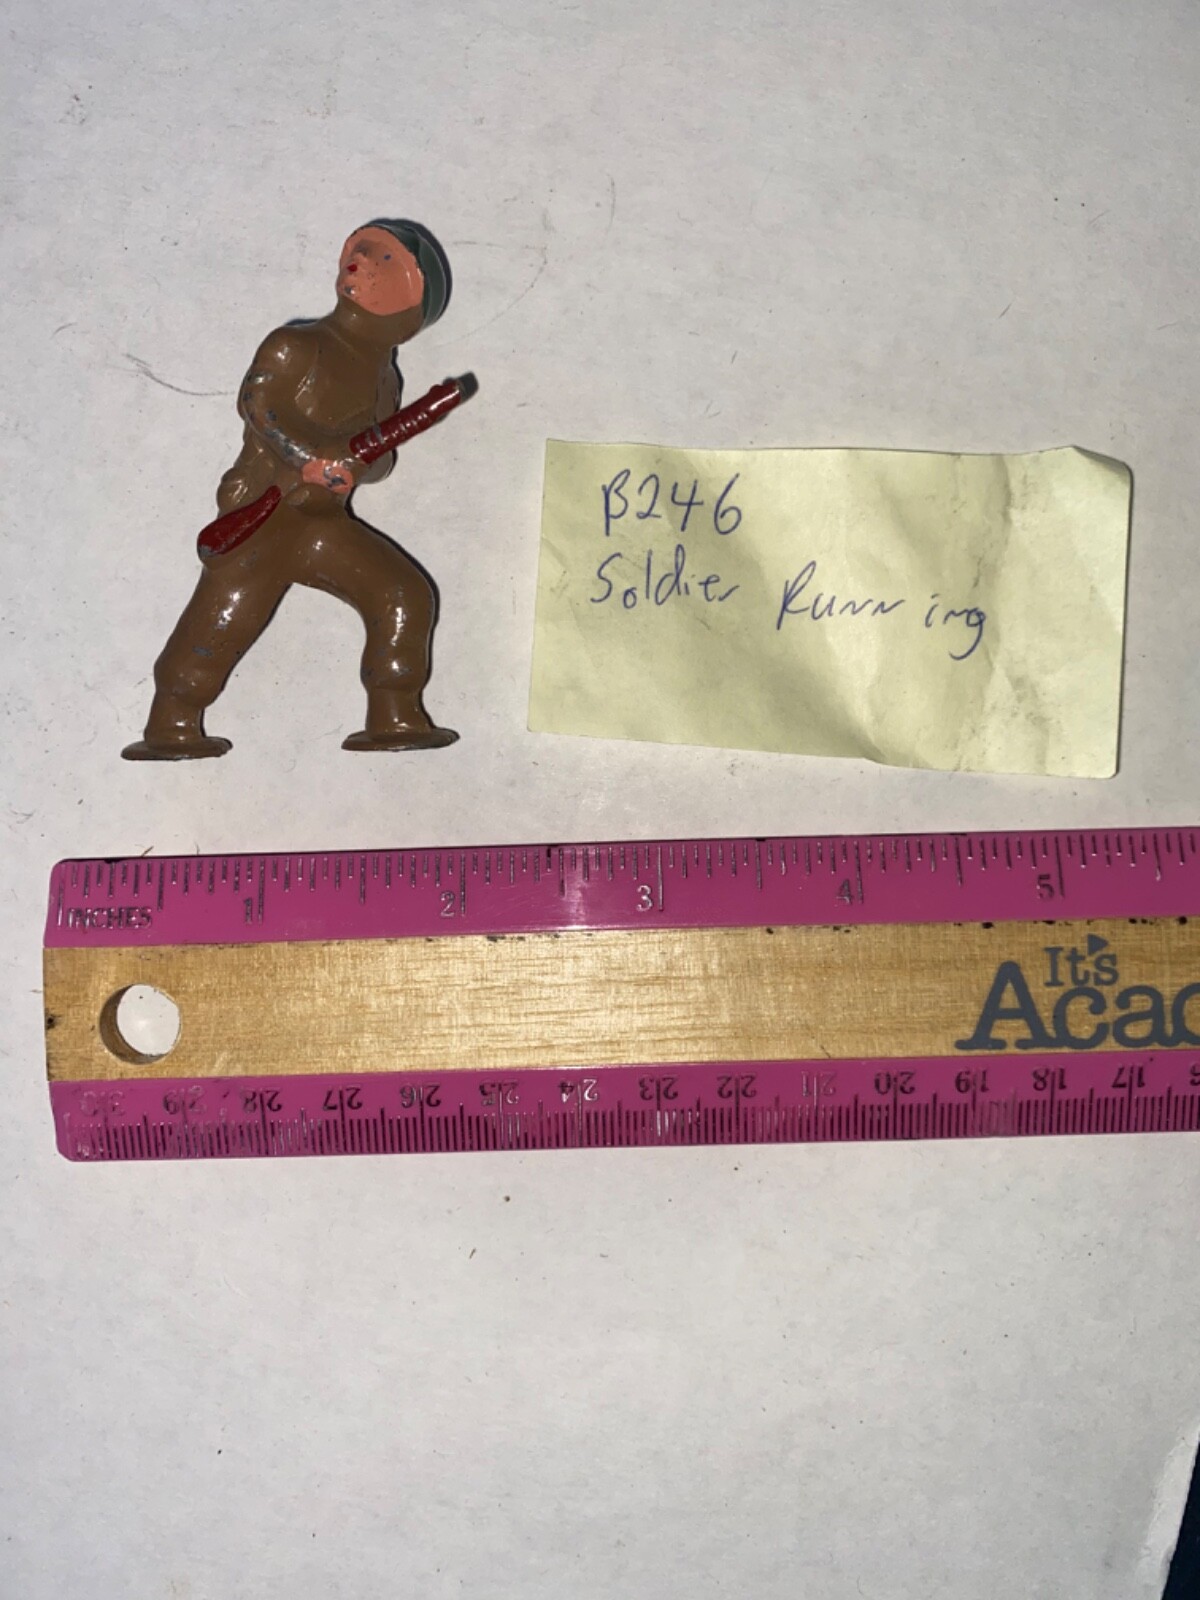 B246
Soldier Running
1 2 3 4 5
INCHES
It's
Acad
30 29 28 27 26 25 24 23 22 21 20 19 18 17